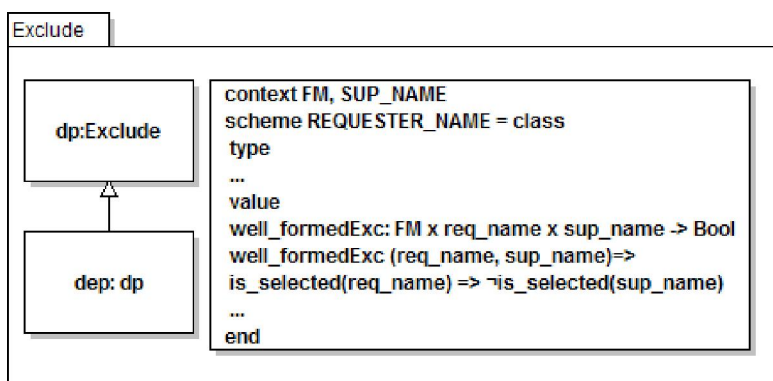 Exclude
dp:Exclude
dep: dp
context FM, SUP_NAME
scheme REQUESTER_NAME = class
type
...
value
well_formedExc: FM x req_name x sup_name -> Bool
well_formedExc (req_name, sup_name)=>
is_selected(req_name) => ¬is_selected(sup_name)
...
end